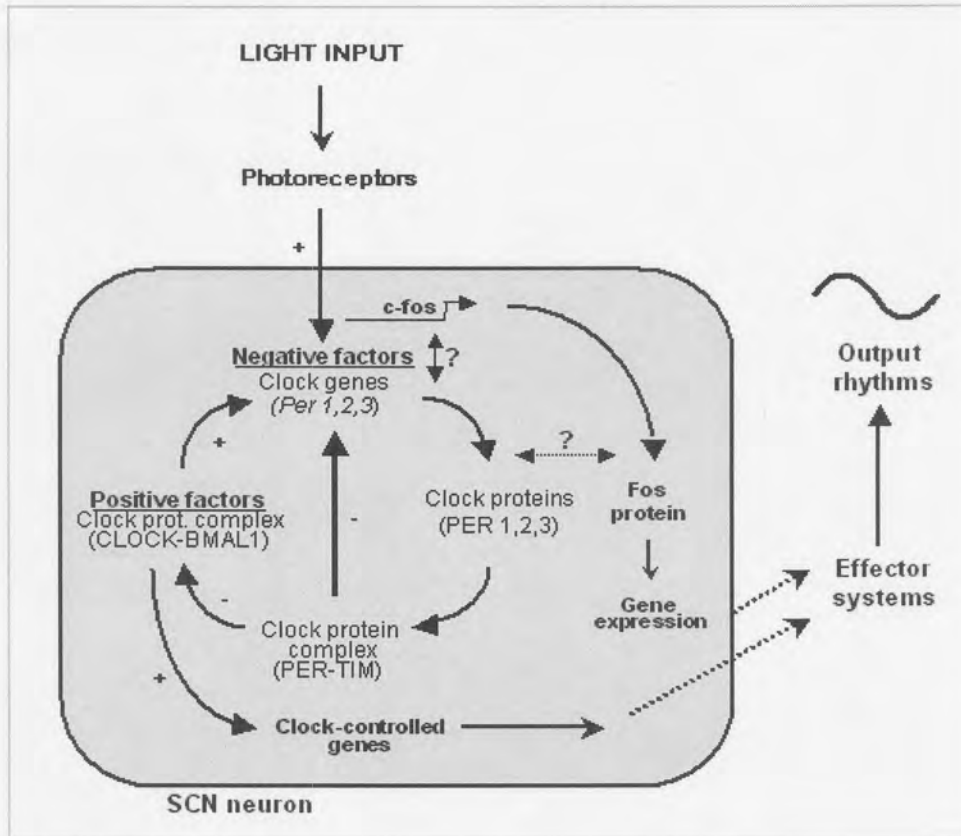 LIGHT INPUT
Photoreceptors
+
c-fos
Negative factors
?
Clock genes
(Per 1,2,3)
+
?
Positive factors
Clock prot. complex
(CLOCK-BMAL1)
-
Clock proteins
(PER 1,2,3)
Fos
protein
-
Clock protein
complex
(PER-TIM)
Gene
expression
+
Clock-controlled
genes
SCN neuron
Output
rhythms
Effector
systems